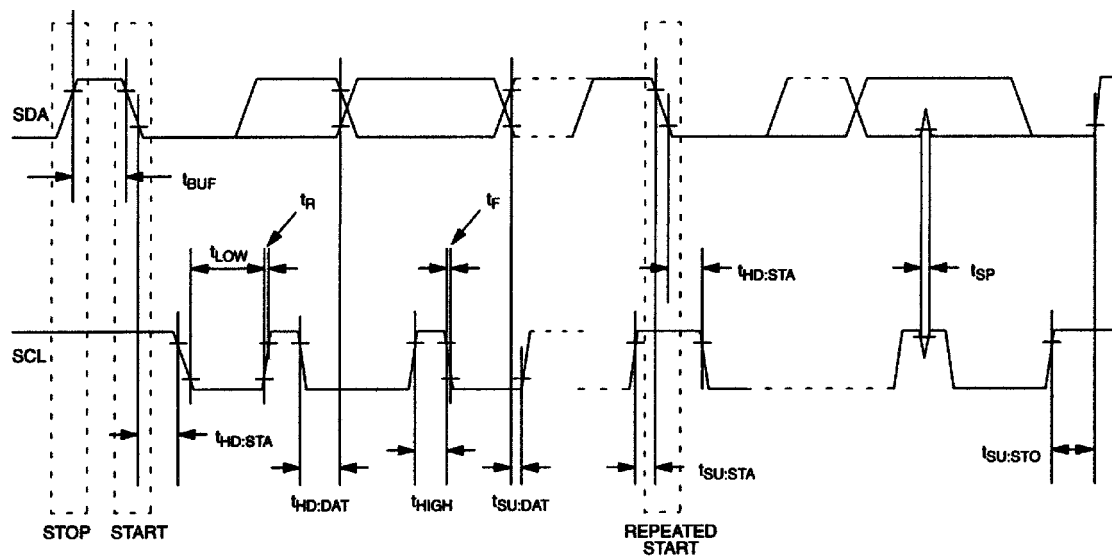 SDA
tBUF
tR
tF
tLOW
tHD:STA
tSP
SCL
tHD:STA
tHD:DAT
tHIGH
tSU:DAT
tSU:STA
tSU:STO
STOP
START
REPEATED
START